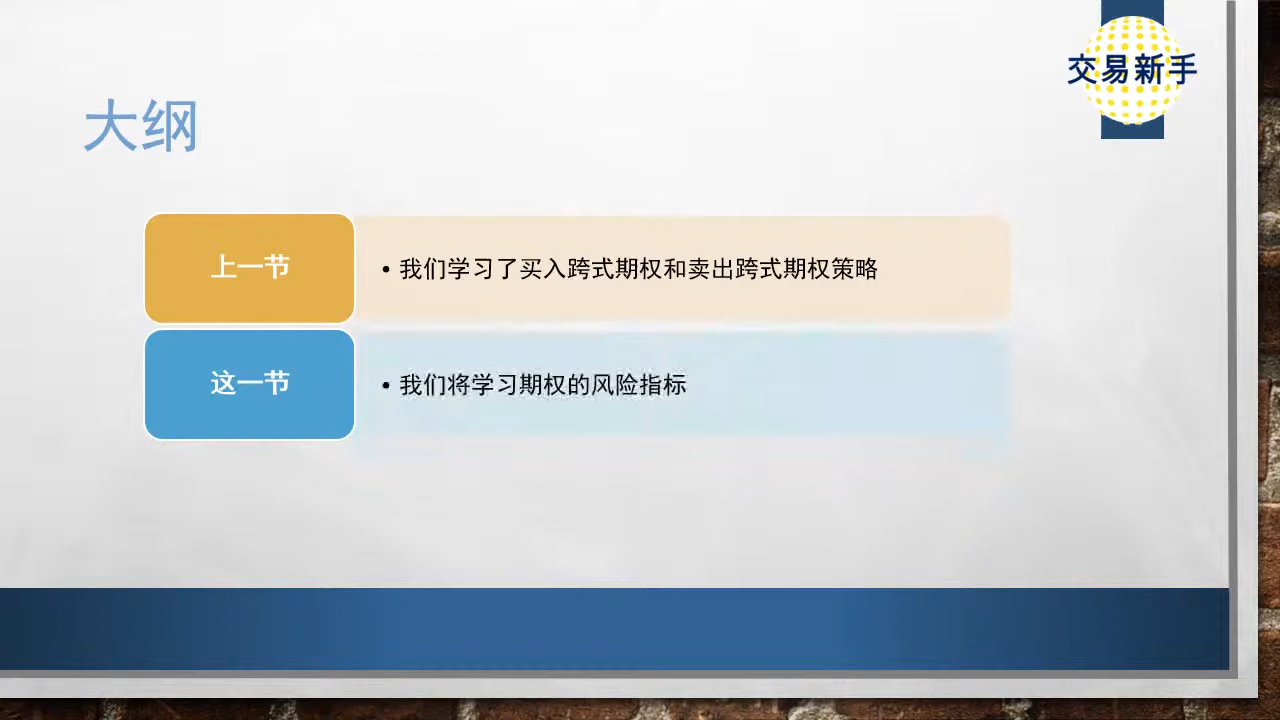 交易新手
大纲
上一节
• 我们学习了买入跨式期权和卖出跨式期权策略
这一节
• 我们将学习期权的风险指标